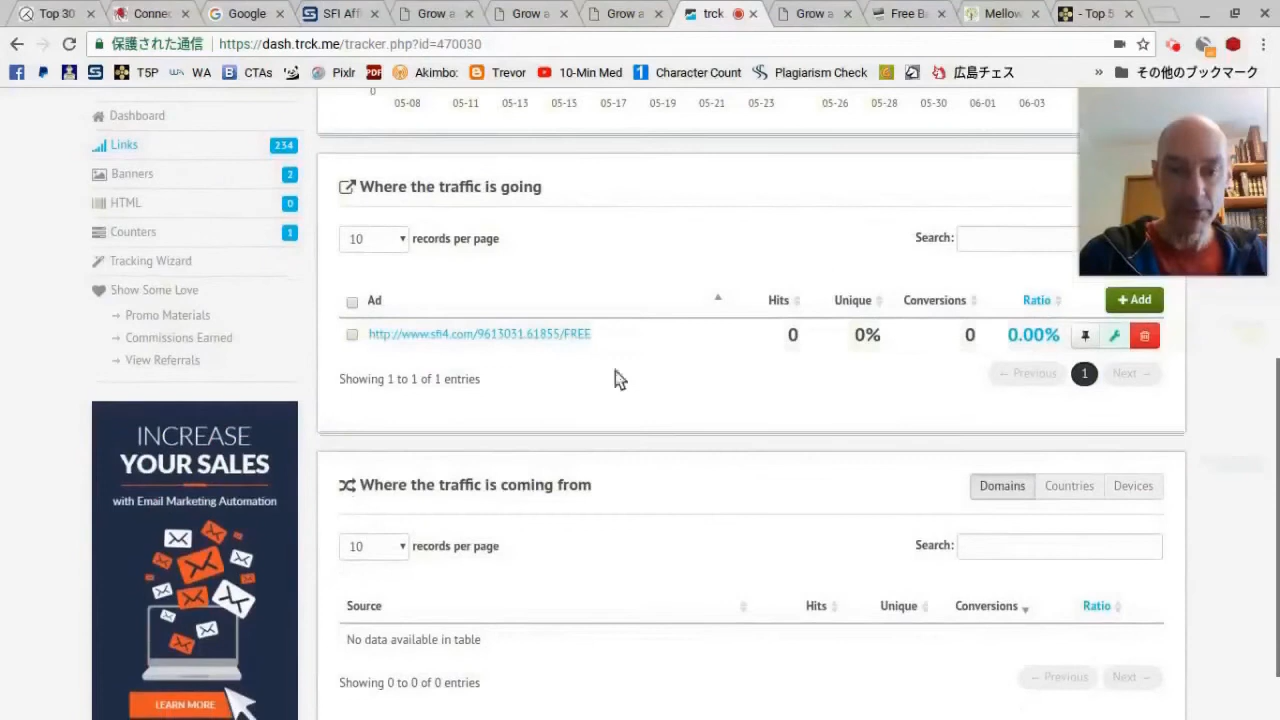 Top 30
Connec
Google
SFI Aff
Grow a
Grow a
Grow a
trck
Grow a
Free B
Mellow
- Top 5
保護された通信
https://dash.trck.me/tracker.php?id=470030
T5P
WA
CTAs
Pixlr
PDF
Akimbo:
Trevor
10-Min Med
Character Count
Plagiarism Check
広島チェス
»
その他のブックマーク
0
05-08 05-11 05-13 05-15 05-17 05-19 05-21 05-23 05-26 05-28 05-30 06-01 06-03
Dashboard
Links 234
Banners 2
HTML 0
Counters 1
Tracking Wizard
Show Some Love
→ Promo Materials
→ Commissions Earned
→ View Referrals
INCREASE
YOUR SALES
with Email Marketing Automation
LEARN MORE
Where the traffic is going
10 records per page
Search:
Ad Hits Unique Conversions Ratio + Add
http://www.sfi4.com/9613031.61855/FREE 0 0% 0 0.00%
Showing 1 to 1 of 1 entries
← Previous 1 Next →
Where the traffic is coming from
Domains Countries Devices
10 records per page
Search:
Source Hits Unique Conversions Ratio
No data available in table
Showing 0 to 0 of 0 entries
← Previous Next →